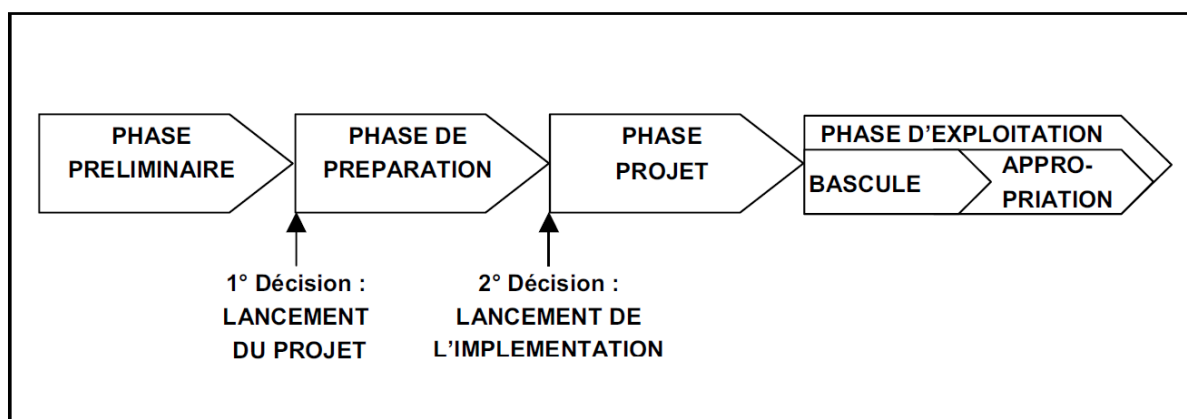 PHASE
PRELIMINAIRE
PHASE DE
PREPARATION
PHASE
PROJET
PHASE D'EXPLOITATION
BASCULE
APPRO-
PRIATION
1° Décision :
LANCEMENT
DU PROJET
2° Décision :
LANCEMENT DE
L'IMPLEMENTATION